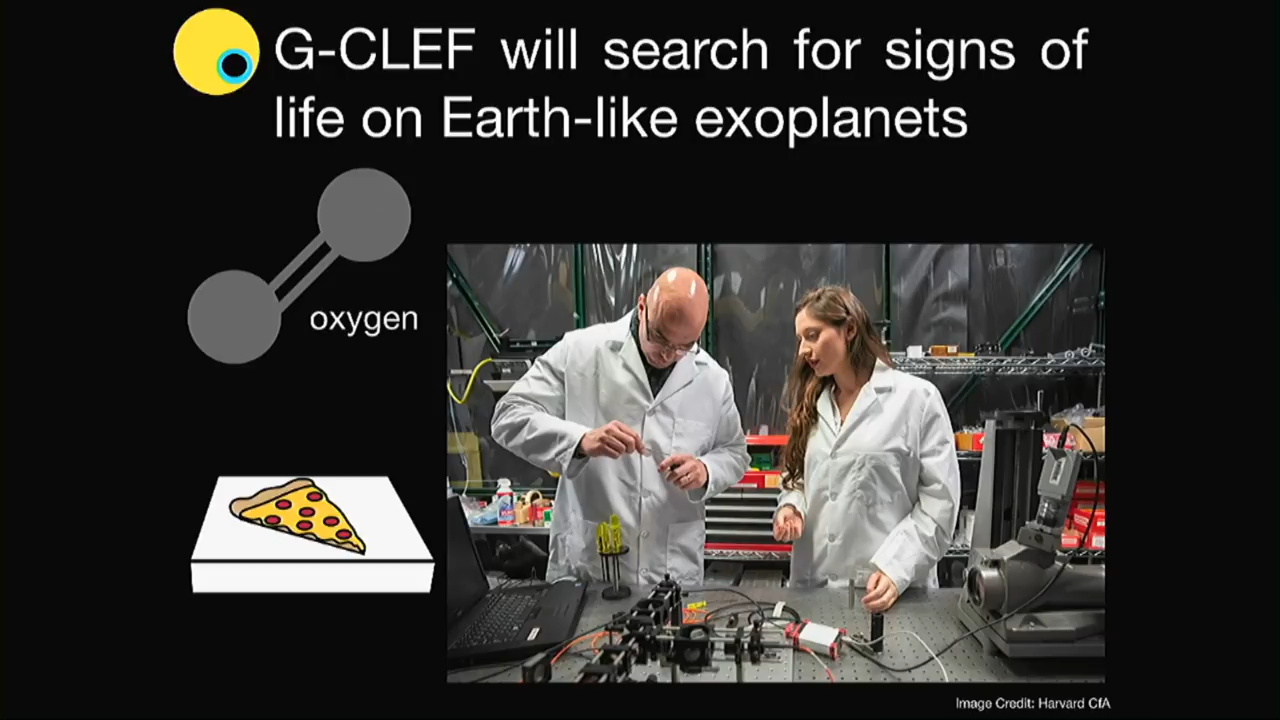 G-CLEF will search for signs of
life on Earth-like exoplanets
oxygen
Image Credit: Harvard CfA